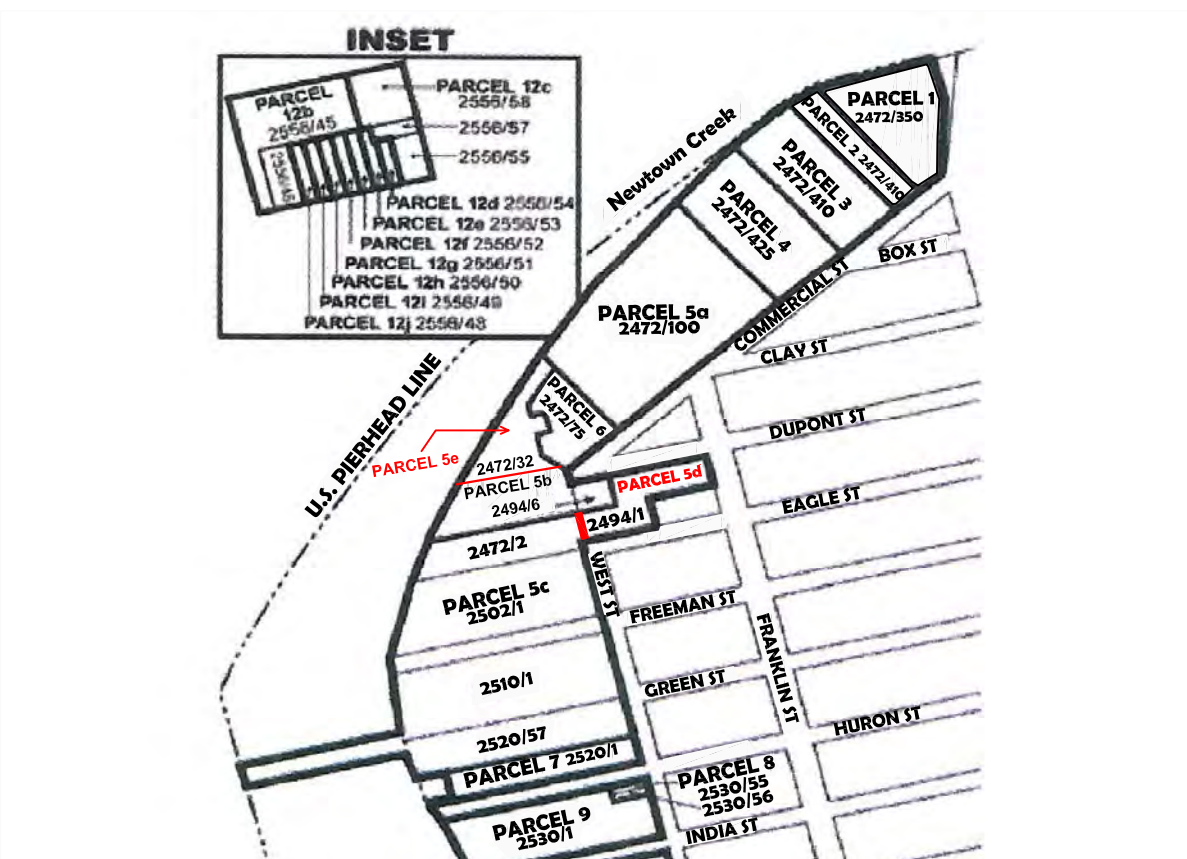 INSET
PARCEL
12b
2556/45
PARCEL 12c
2556/58
2556/57
2556/55
2556/46
PARCEL 12d 2556/54
PARCEL 12e 2556/53
PARCEL 12f 2556/52
PARCEL 12g 2556/51
PARCEL 12h 2556/50
PARCEL 12i 2556/49
PARCEL 12j 2556/48
Newtown Creek
PARCEL 1
2472/350
PARCEL 2 2472/410
PARCEL 3
2472/410
PARCEL 4
2472/425
BOX ST
COMMERCIAL ST
PARCEL 5a
2472/100
CLAY ST
U.S. PIERHEAD LINE
PARCEL 6
2472/75
DUPONT ST
PARCEL 5e
2472/32
PARCEL 5b
2494/6
PARCEL 5d
2494/1
EAGLE ST
2472/2
WEST ST
PARCEL 5c
2502/1
FREEMAN ST
FRANKLIN ST
2510/1
GREEN ST
HURON ST
2520/57
PARCEL 7 2520/1
PARCEL 8
2530/55
2530/56
PARCEL 9
2530/1
INDIA ST